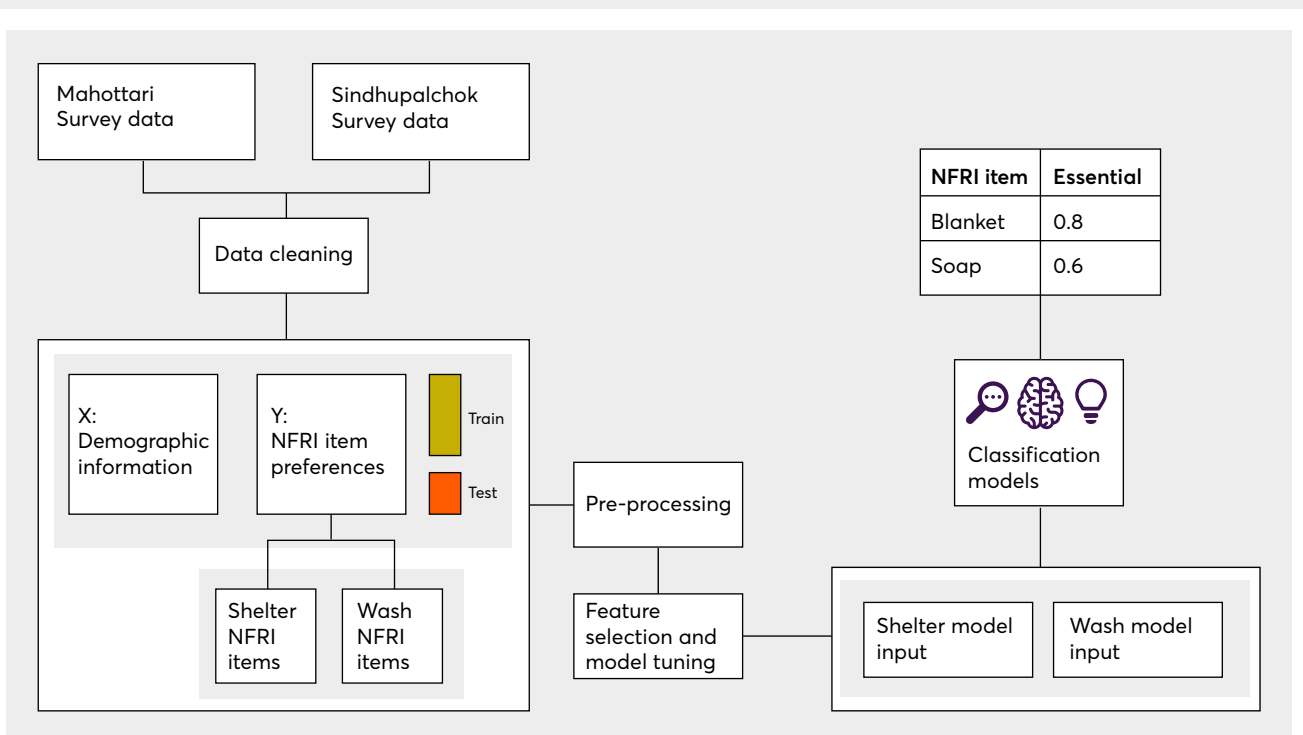 Mahottari
Survey data
Sindhupalchok
Survey data
Data cleaning
X:
Demographic
information
Y:
NFRI item
preferences
Train
Test
Shelter
NFRI
items
Wash
NFRI
items
Pre-processing
Feature
selection and
model tuning
NFRI item Essential
Blanket 0.8
Soap 0.6
Classification
models
Shelter model
input
Wash model
input